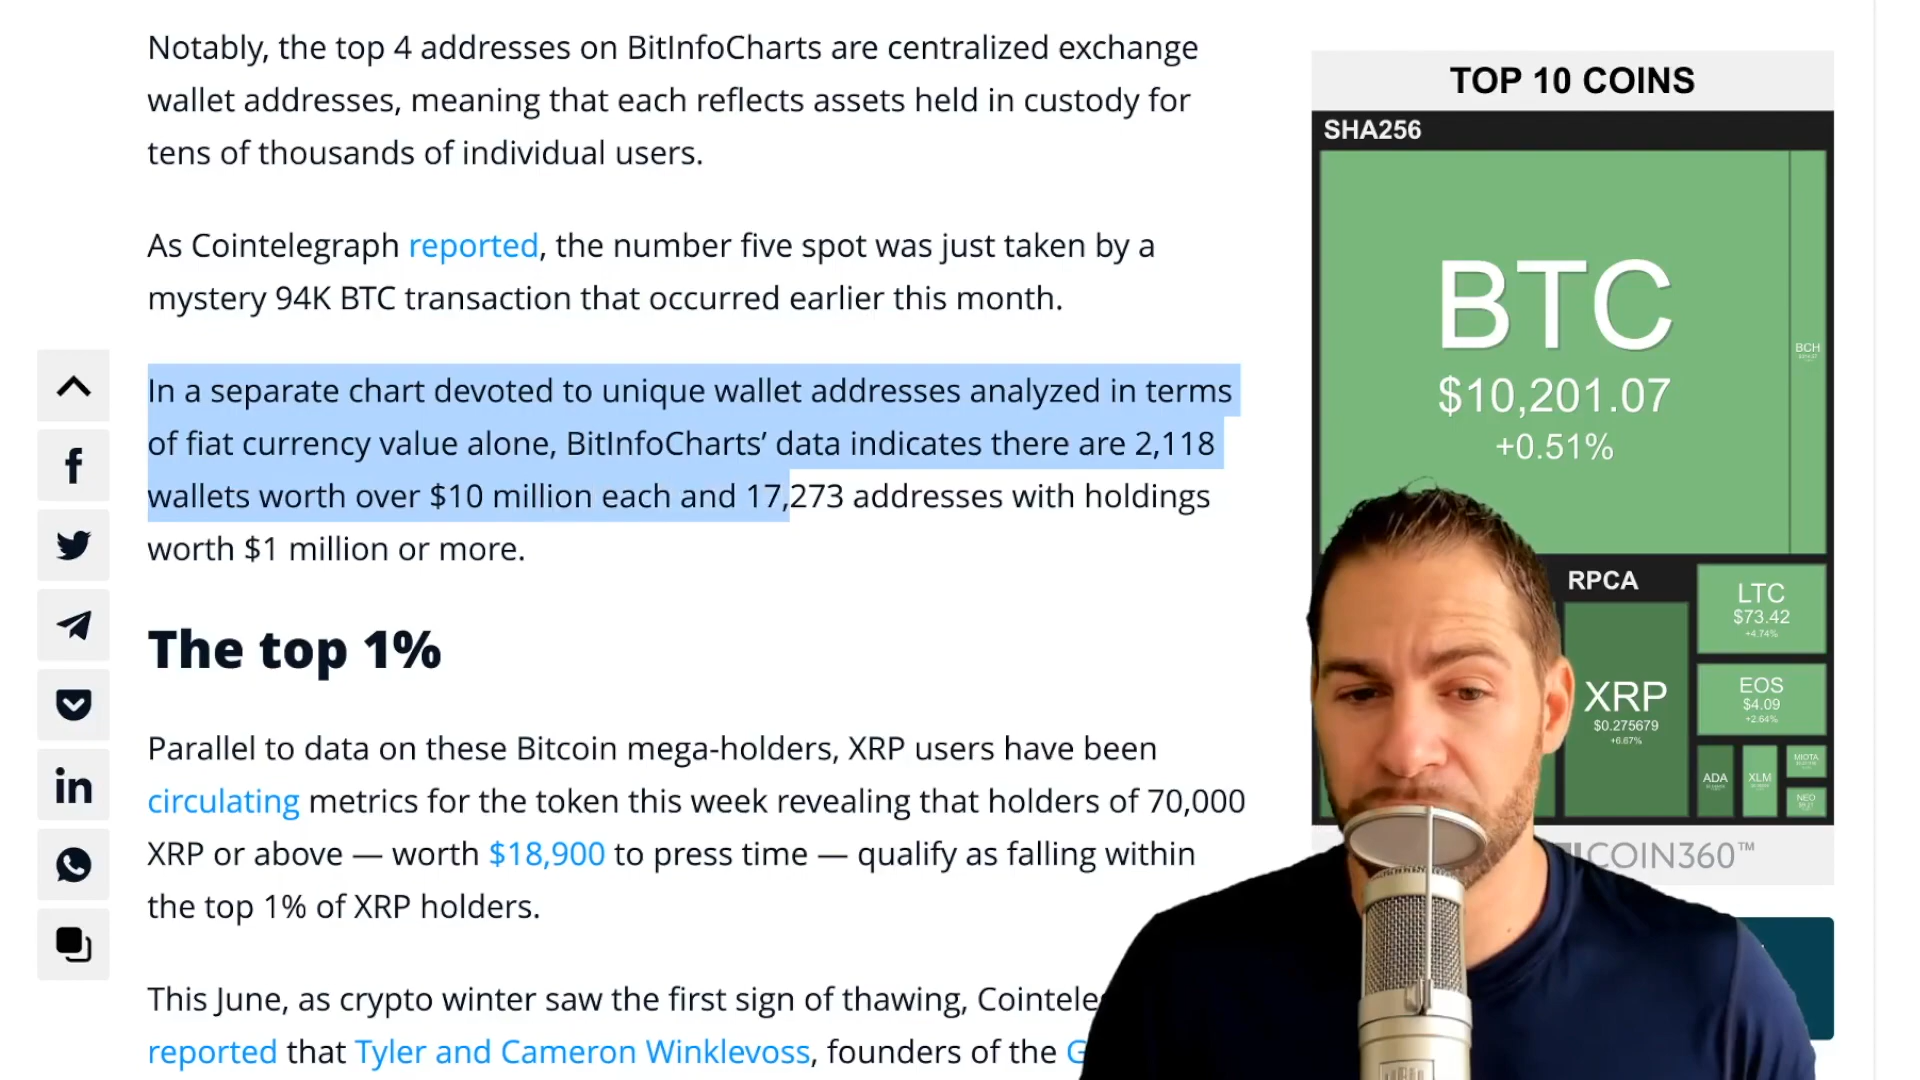 Notably, the top 4 addresses on BitInfoCharts are centralized exchange
wallet addresses, meaning that each reflects assets held in custody for
tens of thousands of individual users.
As Cointelegraph reported, the number five spot was just taken by a
mystery 94K BTC transaction that occurred earlier this month.
In a separate chart devoted to unique wallet addresses analyzed in terms
of fiat currency value alone, BitInfoCharts’ data indicates there are 2,118
wallets worth over $10 million each and 17,273 addresses with holdings
worth $1 million or more.
The top 1%
Parallel to data on these Bitcoin mega-holders, XRP users have been
circulating metrics for the token this week revealing that holders of 70,000
XRP or above — worth $18,900 to press time — qualify as falling within
the top 1% of XRP holders.
This June, as crypto winter saw the first sign of thawing, Cointele
reported that Tyler and Cameron Winklevoss, founders of the G
TOP 10 COINS
SHA256
BTC
$10,201.07
+0.51%
BCH
RPCA
XRP
$0.275679
+6.67%
LTC
$73.42
+4.74%
EOS
$4.09
+2.64%
ADA
XLM
MIOTA
NEO
COIN360™